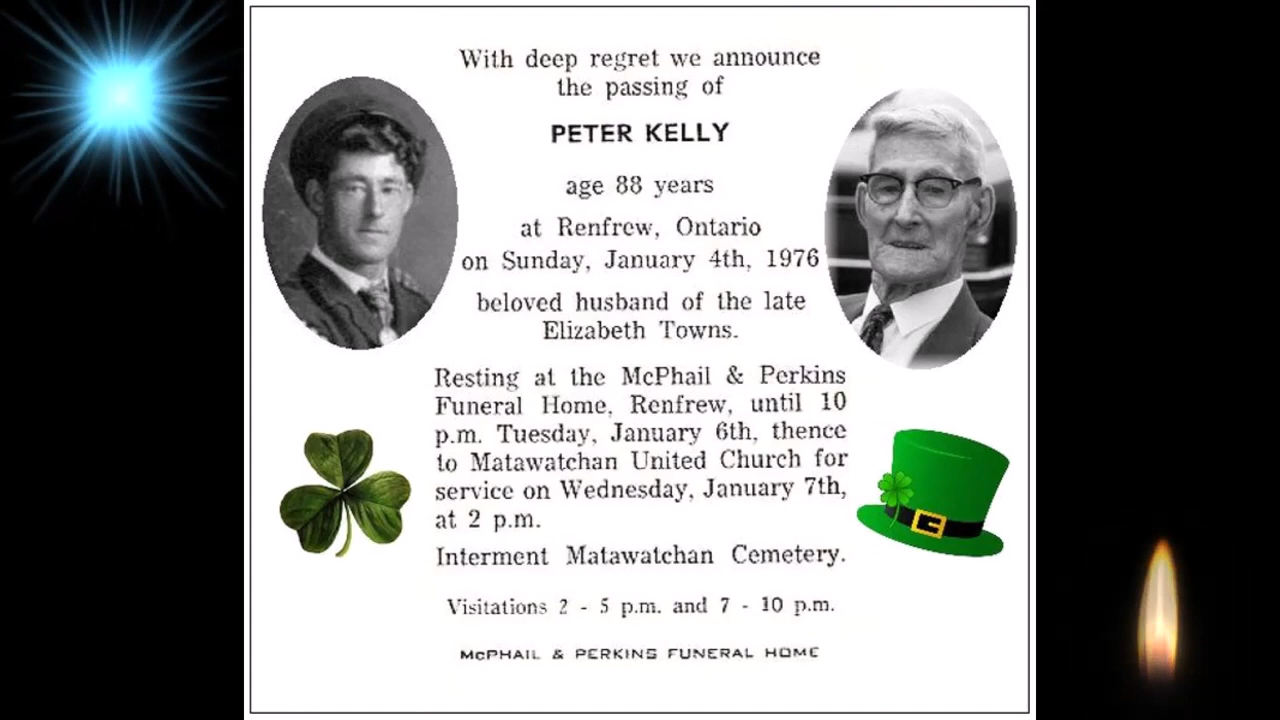 With deep regret we announce
the passing of
PETER KELLY
age 88 years
at Renfrew, Ontario
on Sunday, January 4th, 1976
beloved husband of the late
Elizabeth Towns.
Resting at the McPhail & Perkins
Funeral Home, Renfrew, until 10
p.m. Tuesday, January 6th, thence
to Matawatchan United Church for
service on Wednesday, January 7th,
at 2 p.m.
Interment Matawatchan Cemetery.
Visitations 2 - 5 p.m. and 7 - 10 p.m.
McPHAIL & PERKINS FUNERAL HOME